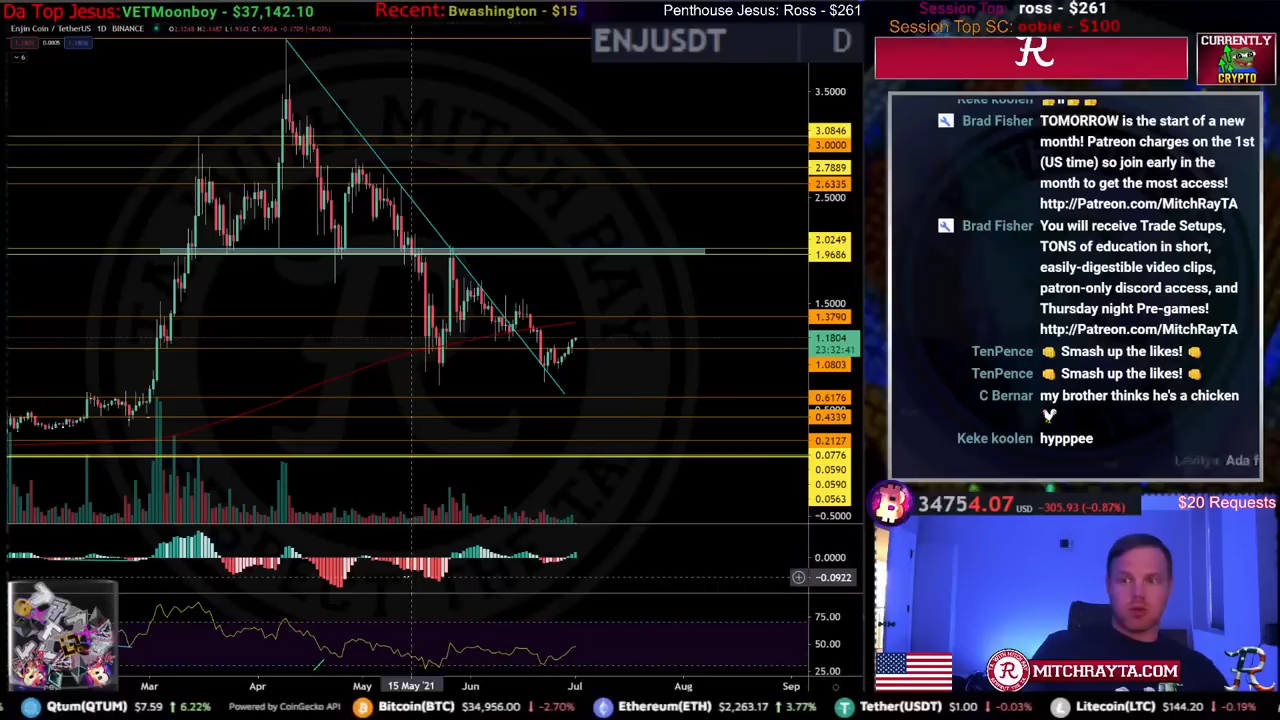 Da Top Jesus: VETMoonboy - $37,142.10
Recent: Bwashington - $15
Penthouse Jesus: Ross - $261
Session Top: ross - $261
Session Top SC: oobie - $100
Enjin Coin / TetherUS · 1D · BINANCE
ENJUSDT D
CURRENTLY
CRYPTO
3.5000
3.0846
3.0000
2.7889
2.6335
2.5000
2.0249
1.9686
1.5000
1.3790
1.1804
23:32:41
1.0803
0.6176
0.4339
0.2127
0.0776
0.0590
0.0590
0.0563
-0.5000
0.0000
-0.0922
75.00
50.00
25.00
Mar
Apr
May
15 May '21
Jun
Jul
Aug
Sep
Keke koolen
Brad Fisher TOMORROW is the start of a new
month! Patreon charges on the 1st
(US time) so join early in the
month to get the most access!
http://Patreon.com/MitchRayTA
Brad Fisher You will receive Trade Setups,
TONS of education in short,
easily-digestible video clips,
patron-only discord access, and
Thursday night Pre-games!
http://Patreon.com/MitchRayTA
TenPence 👊 Smash up the likes! 👊
TenPence 👊 Smash up the likes! 👊
C Bernar my brother thinks he's a chicken
🐓
Keke koolen hypppee
34754.07 USD -305.93 (-0.87%)
$20 Requests
R MITCHRAYTA.COM
Qtum(QTUM) $7.59 ↑ 6.22%
Powered by CoinGecko API
Bitcoin(BTC) $34,956.00 ↓ -2.70%
Ethereum(ETH) $2,263.17 ↑ 3.77%
Tether(USDT) $1.00 ↓ -0.03%
Litecoin(LTC) $144.20 ↓ -0.19%